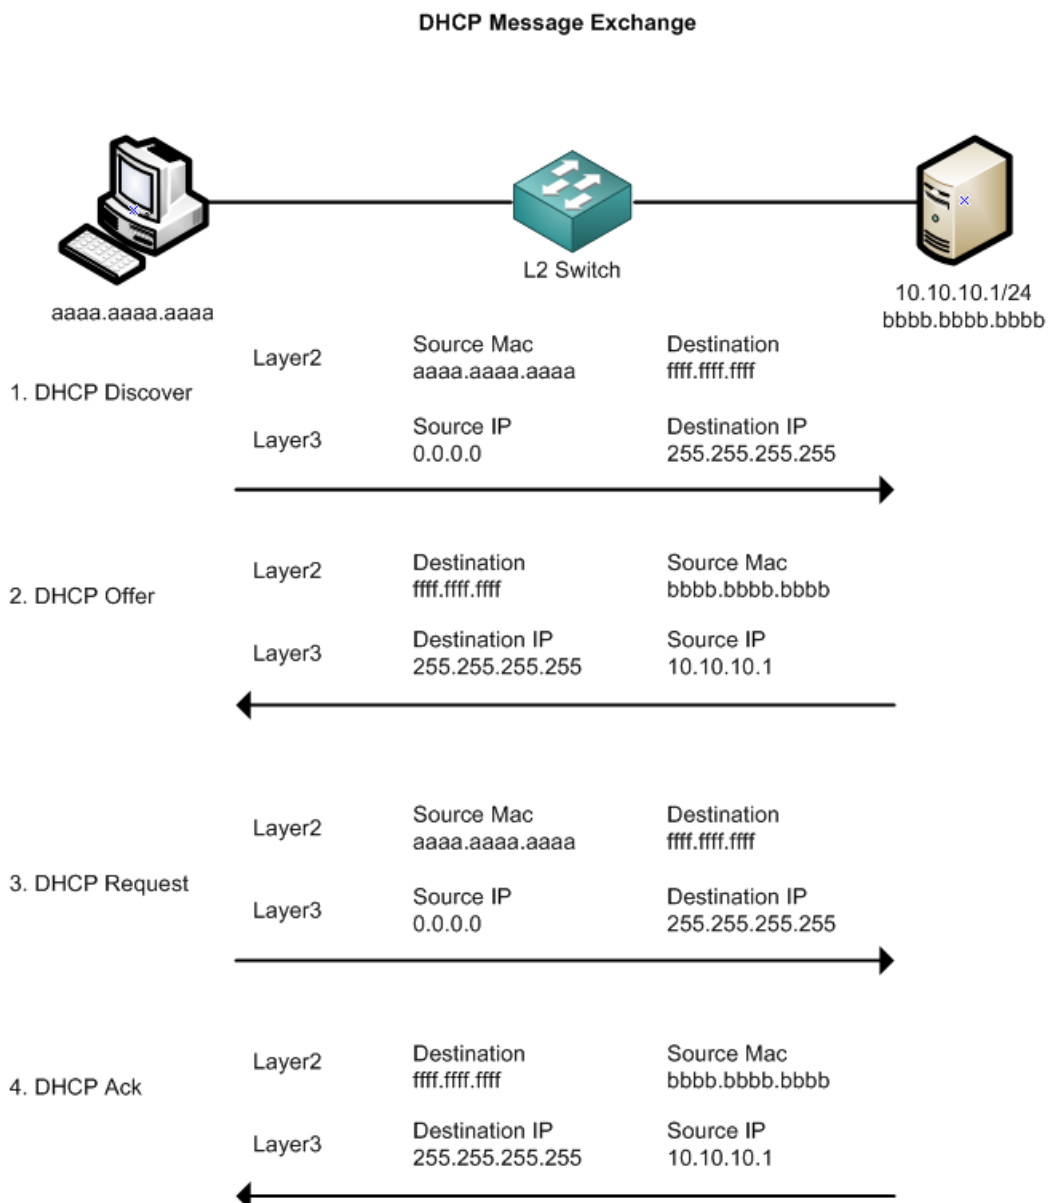 DHCP Message Exchange
L2 Switch
aaaa.aaaa.aaaa
10.10.10.1/24
bbbb.bbbb.bbbb
1. DHCP Discover
Layer2
Source Mac
aaaa.aaaa.aaaa
Destination
ffff.ffff.ffff
Layer3
Source IP
0.0.0.0
Destination IP
255.255.255.255
2. DHCP Offer
Layer2
Destination
ffff.ffff.ffff
Source Mac
bbbb.bbbb.bbbb
Layer3
Destination IP
255.255.255.255
Source IP
10.10.10.1
3. DHCP Request
Layer2
Source Mac
aaaa.aaaa.aaaa
Destination
ffff.ffff.ffff
Layer3
Source IP
0.0.0.0
Destination IP
255.255.255.255
4. DHCP Ack
Layer2
Destination
ffff.ffff.ffff
Source Mac
bbbb.bbbb.bbbb
Layer3
Destination IP
255.255.255.255
Source IP
10.10.10.1